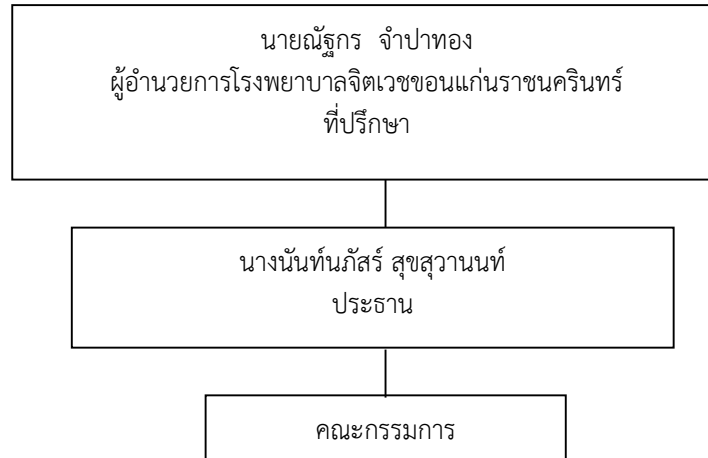 นายณัฐกร  จำปาทอง
ผู้อำนวยการโรงพยาบาลจิตเวชขอนแก่นราชนครินทร์
ที่ปรึกษา
นางนันท์นภัสร์ สุขสุวานนท์
ประธาน
คณะกรรมการ